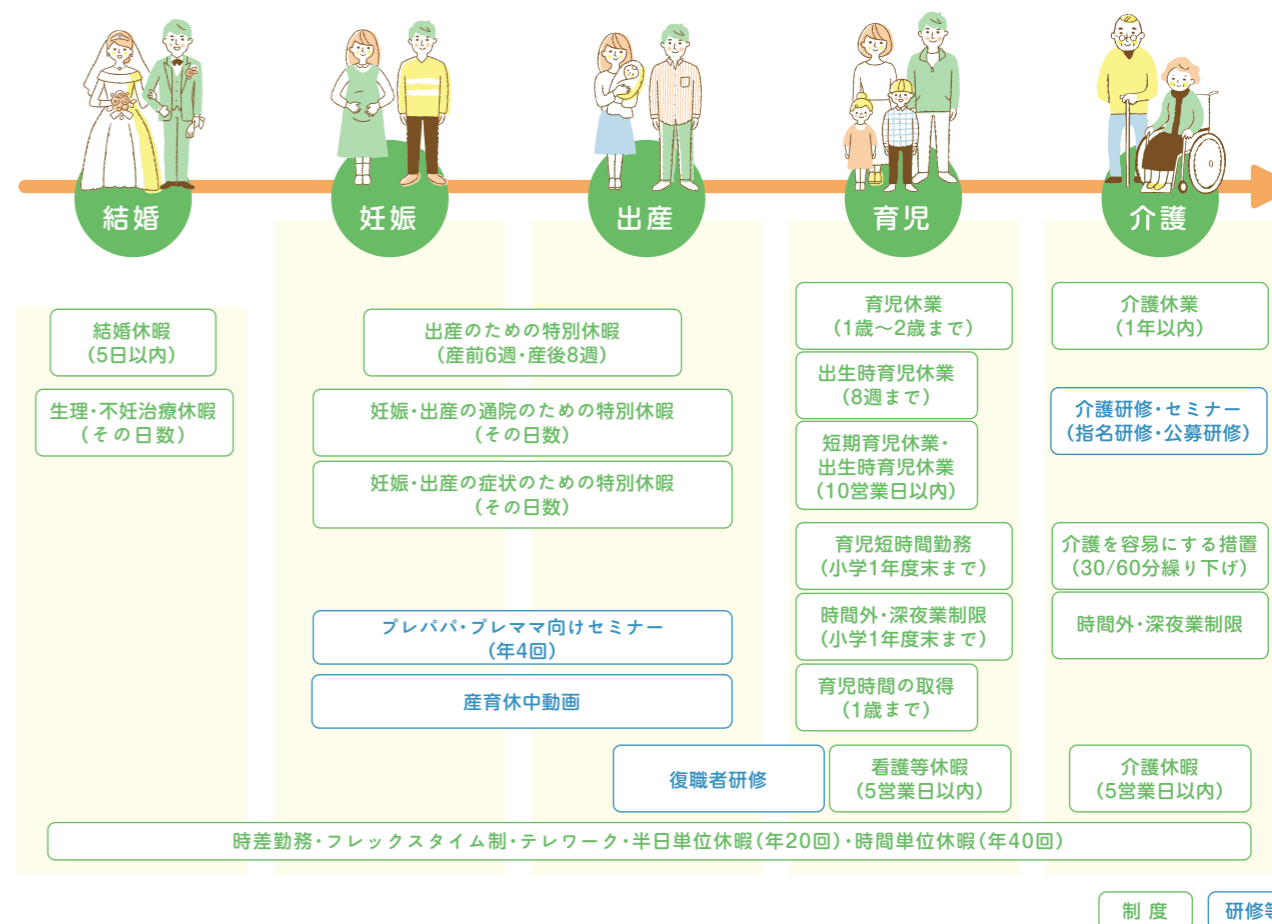 結婚
妊娠
出産
育児
介護
結婚休暇
(5日以内)
生理・不妊治療休暇
(その日数)
出産のための特別休暇
(産前6週・産後8週)
妊娠・出産の通院のための特別休暇
(その日数)
妊娠・出産の症状のための特別休暇
(その日数)
プレパパ・プレママ向けセミナー
(年4回)
産育休中動画
復職者研修
育児休業
(1歳～2歳まで)
出生時育児休業
(8週まで)
短期育児休業・
出生時育児休業
(10営業日以内)
育児短時間勤務
(小学1年度末まで)
時間外・深夜業制限
(小学1年度末まで)
育児時間の取得
(1歳まで)
看護等休暇
(5営業日以内)
介護休業
(1年以内)
介護研修・セミナー
(指名研修・公募研修)
介護を容易にする措置
(30/60分繰り下げ)
時間外・深夜業制限
介護休暇
(5営業日以内)
時差勤務・フレックスタイム制・テレワーク・半日単位休暇(年20回)・時間単位休暇(年40回)
制度
研修等